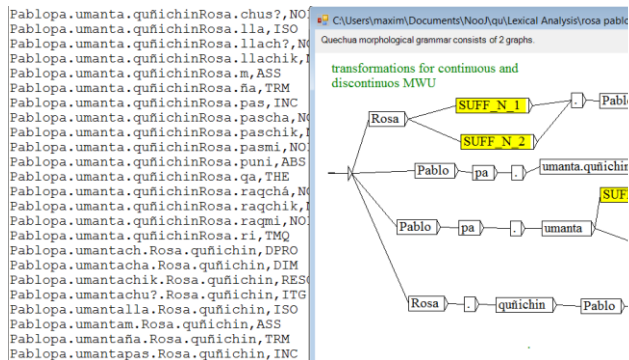 Pablopa.umanta.quñichinRosa.chus?,NO
Pablopa.umanta.quñichinRosa.lla,ISO
Pablopa.umanta.quñichinRosa.llach?,N
Pablopa.umanta.quñichinRosa.llachik,
Pablopa.umanta.quñichinRosa.m,ASS
Pablopa.umanta.quñichinRosa.ña,TRM
Pablopa.umanta.quñichinRosa.pas,INC
Pablopa.umanta.quñichinRosa.pascha,N
Pablopa.umanta.quñichinRosa.paschik,
Pablopa.umanta.quñichinRosa.pasmi,NO
Pablopa.umanta.quñichinRosa.puni,ABS
Pablopa.umanta.quñichinRosa.qa,THE
Pablopa.umanta.quñichinRosa.raqchá,N
Pablopa.umanta.quñichinRosa.raqchik,
Pablopa.umanta.quñichinRosa.raqmi,NO
Pablopa.umanta.quñichinRosa.ri,TMQ
Pablopa.umantach.Rosa.quñichin,DPRO
Pablopa.umantacha.Rosa.quñichin,DIM
Pablopa.umantachik.Rosa.quñichin,RES
Pablopa.umantachu?.Rosa.quñichin,ITG
Pablopa.umantalla.Rosa.quñichin,ISO
Pablopa.umantam.Rosa.quñichin,ASS
Pablopa.umantaña.Rosa.quñichin,TRM
Pablopa.umantapas.Rosa.quñichin,INC
C:\Users\maxim\Documents\NooJ\qu\Lexical Analysis\rosa pablo
Quechua morphological grammar consists of 2 graphs.
transformations for continuous and
discontinuos MWU
Rosa SUFF_N_1 . Pabl
SUFF_N_2
Pablo pa . umanta.quñichin
SUF
Pablo pa . umanta
Rosa . quñichin Pablo